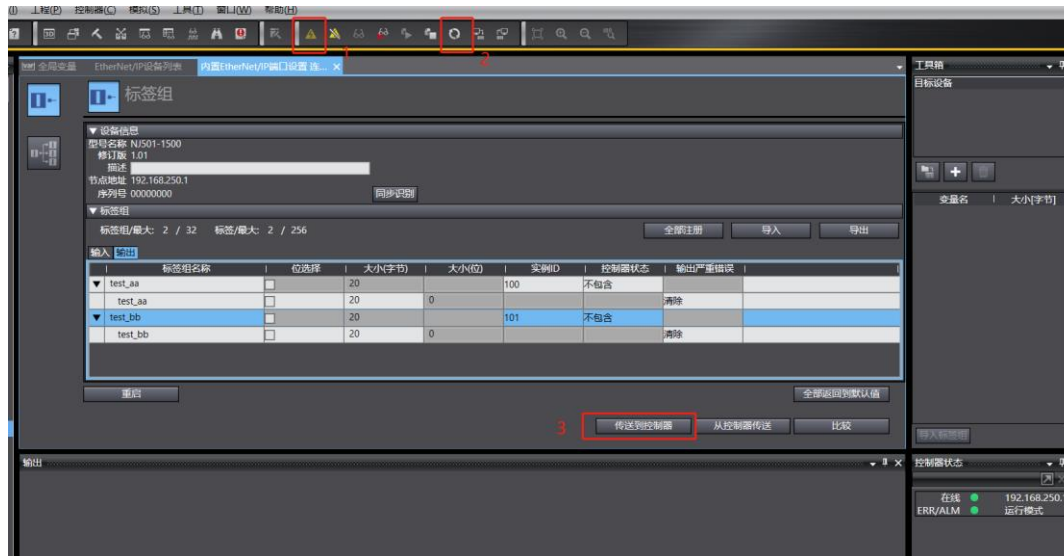 工程(P) 控制器(C) 模拟(S) 工具(T) 窗口(W) 帮助(H)
1
2
全局变量 EtherNet/IP设备列表 内置EtherNet/IP端口设置 连...
标签组
设备信息
型号名称 NJ501-1500
修订版 1.01
描述
节点地址 192.168.250.1
序列号 00000000 同步识别
标签组
标签组/最大: 2 / 32 标签/最大: 2 / 256 全部注册 导入 导出
输入 输出
标签组名称 位选择 大小(字节) 大小(位) 实例ID 控制器状态 输出严重错误
test_aa 20 100 不包含
test_aa 20 0 清除
test_bb 20 101 不包含
test_bb 20 0 清除
重启 全部返回到默认值
3 传送到控制器 从控制器传送 比较
输出
工具箱
目标设备
变量名 大小[字节]
导入标签组
控制器状态
在线 192.168.250.1
ERR/ALM 运行模式